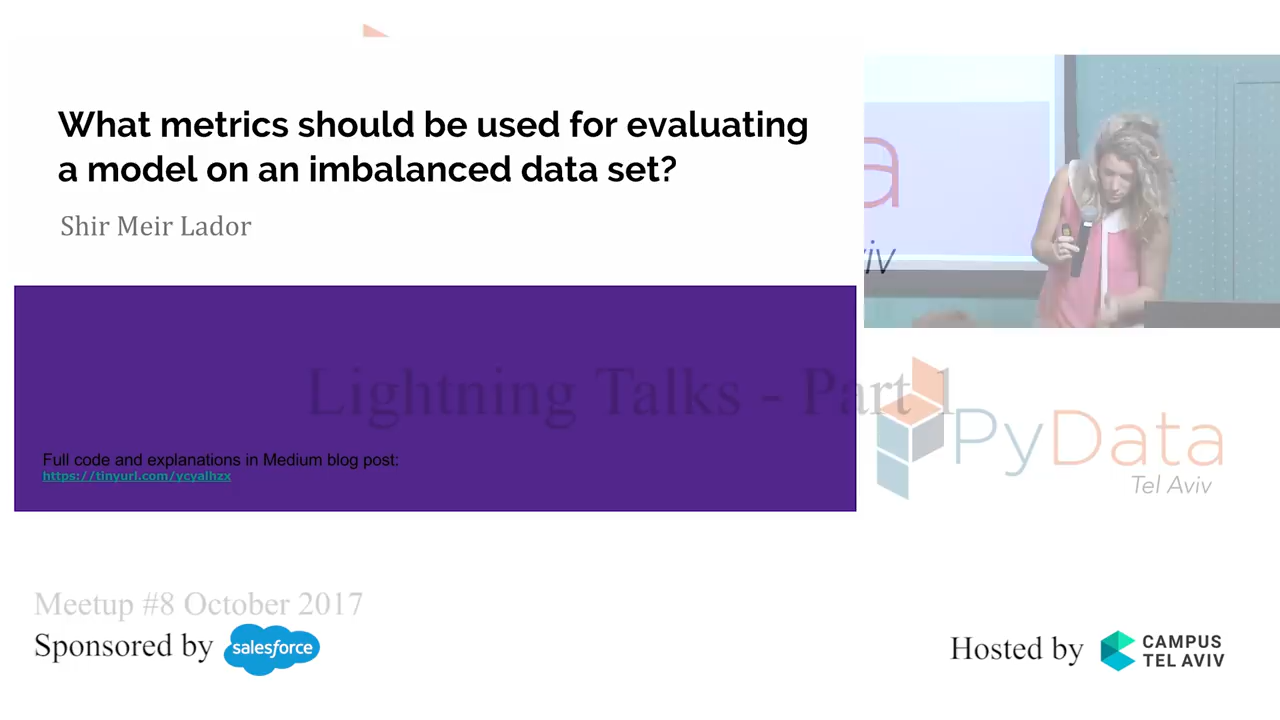 What metrics should be used for evaluating
a model on an imbalanced data set?
Shir Meir Lador
a
iv
Lightning Talks - Part 1
Full code and explanations in Medium blog post:
https://tinyurl.com/ycyalhzx
PyData
Tel Aviv
Meetup #8 October 2017
Sponsored by salesforce
Hosted by CAMPUS
TEL AVIV